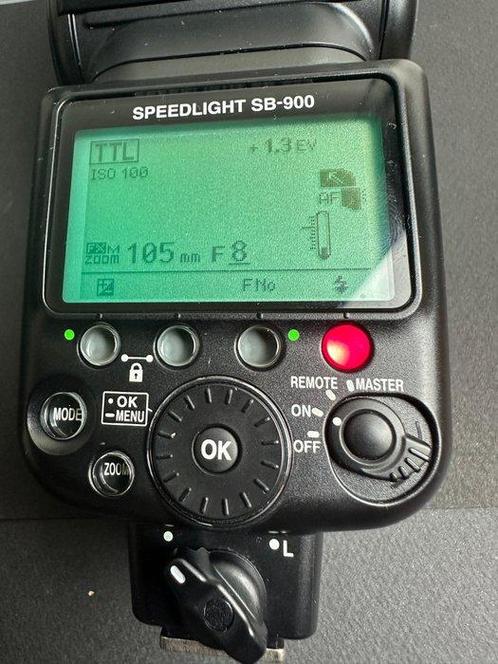 SPEEDLIGHT SB-900
TTL
+1.3 EV
ISO 100
AF
FX M
ZOOM 105 mm F 8
FNo
REMOTE
MASTER
MODE
OK
MENU
ON
OFF
ZOOM
OK
L